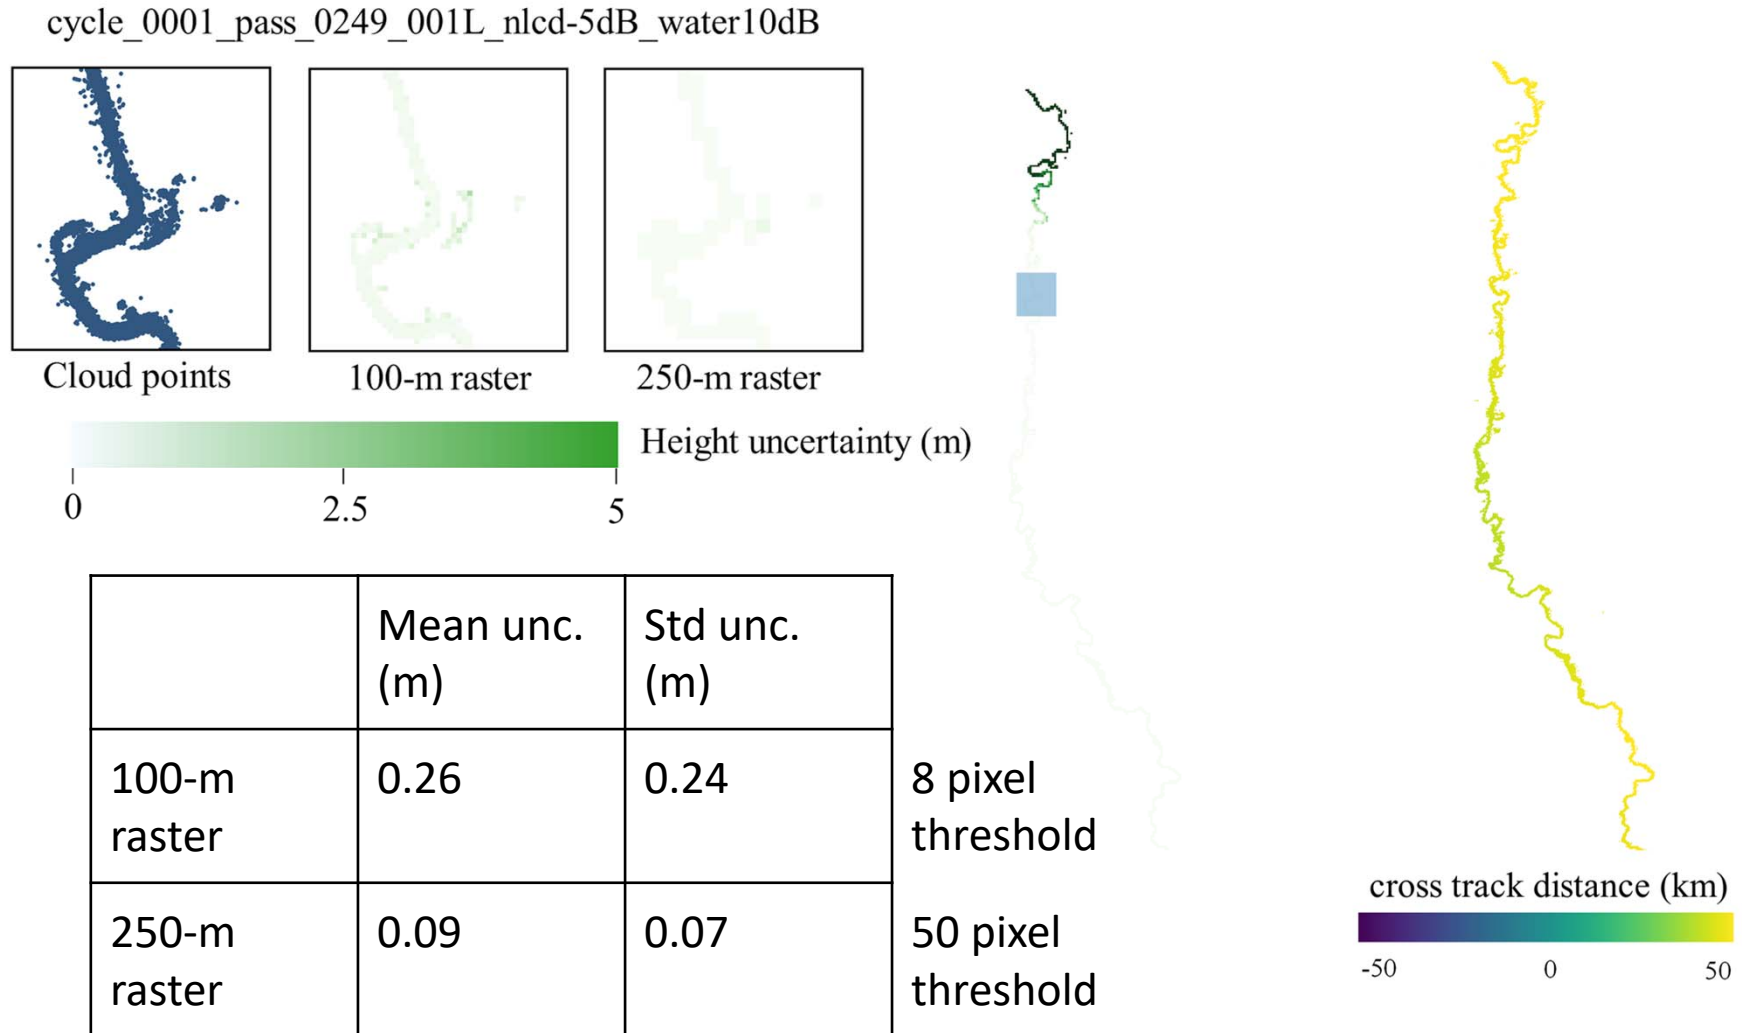 cycle_0001_pass_0249_001L_nlcd-5dB_water10dB
Cloud points
100-m raster
250-m raster
Height uncertainty (m)
0
2.5
5
Mean unc.
(m)
Std unc.
(m)
100-m
raster
0.26
0.24
8 pixel
threshold
250-m
raster
0.09
0.07
50 pixel
threshold
cross track distance (km)
-50
0
50